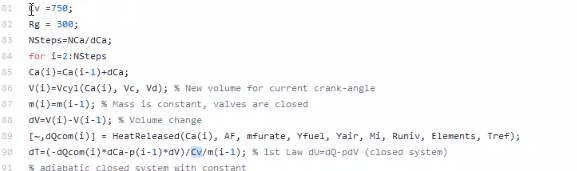 81 Cv =750;
82 Rg = 300;
83 NSteps=NCa/dCa;
84 for i=2:NSteps
85 Ca(i)=Ca(i-1)+dCa;
86 V(i)=Vcyl(Ca(i), Vc, Vd); % New volume for current crank-angle
87 m(i)=m(i-1); % Mass is constant, valves are closed
88 dV=V(i)-V(i-1); % Volume change
89 [~,dQcom(i)] = HeatReleased(Ca(i), AF, mfurate, Yfuel, Yair, Mi, Runiv, Elements, Tref);
90 dT=(-dQcom(i)*dCa-p(i-1)*dV)/Cv/m(i-1); % 1st Law dU=dQ-pdV (closed system)
91 % adiabatic closed system with constant